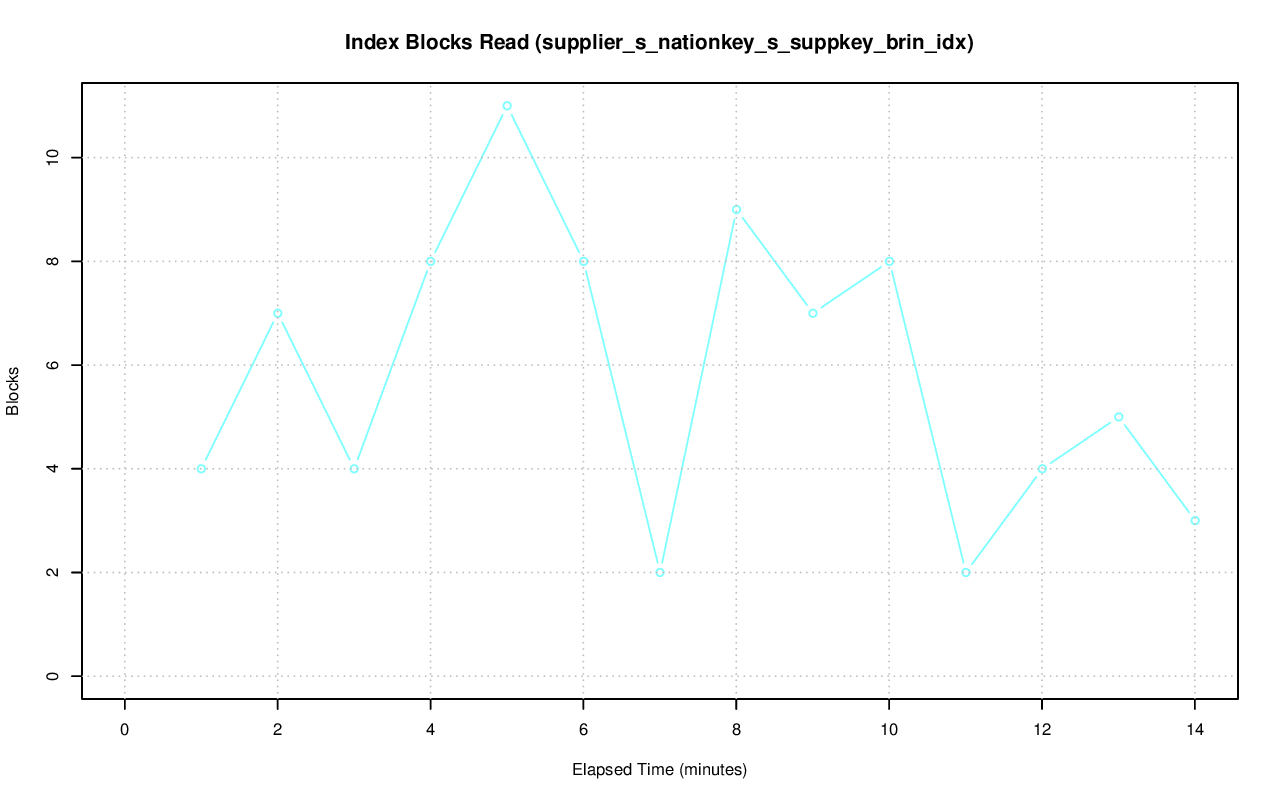 Index Blocks Read (supplier_s_nationkey_s_suppkey_brin_idx)
Blocks
10
8
6
4
2
0
0 2 4 6 8 10 12 14
Elapsed Time (minutes)